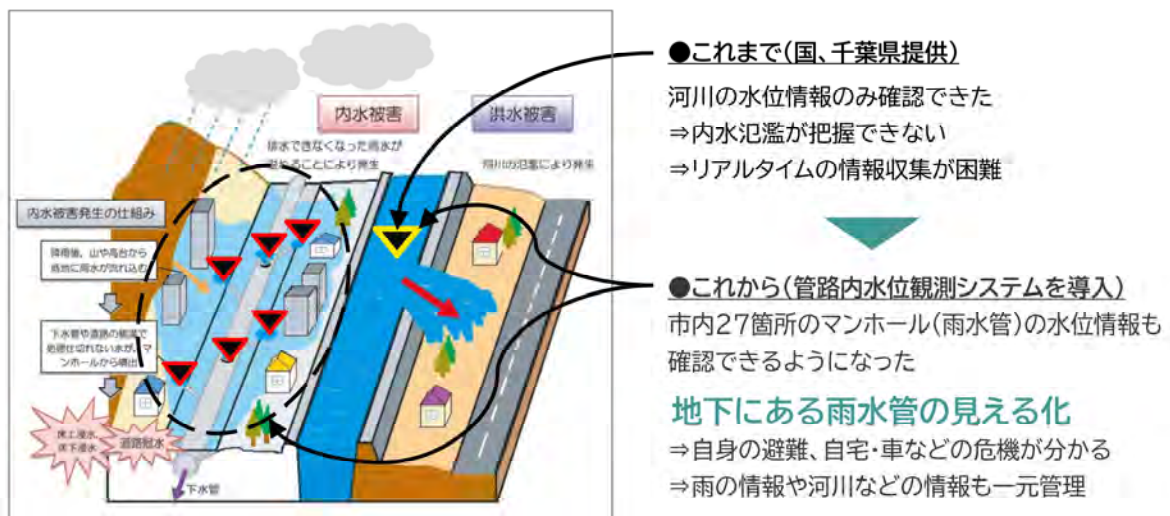 内水被害
洪水被害
排水できなくなった雨水が
溢れることにより発生
河川の氾濫により発生
内水被害発生の仕組み
降雨後、山や高台から
低地に雨水が流れ込む
下水管や道路の側溝で
処理仕切れない水が、マ
ンホールから噴出
床上浸水、
床下浸水
道路冠水
下水管
●これまで(国、千葉県提供)
河川の水位情報のみ確認できた
⇒内水氾濫が把握できない
⇒リアルタイムの情報収集が困難
●これから(管路内水位観測システムを導入)
市内27箇所のマンホール(雨水管)の水位情報も
確認できるようになった
地下にある雨水管の見える化
⇒自身の避難、自宅・車などの危機が分かる
⇒雨の情報や河川などの情報も一元管理